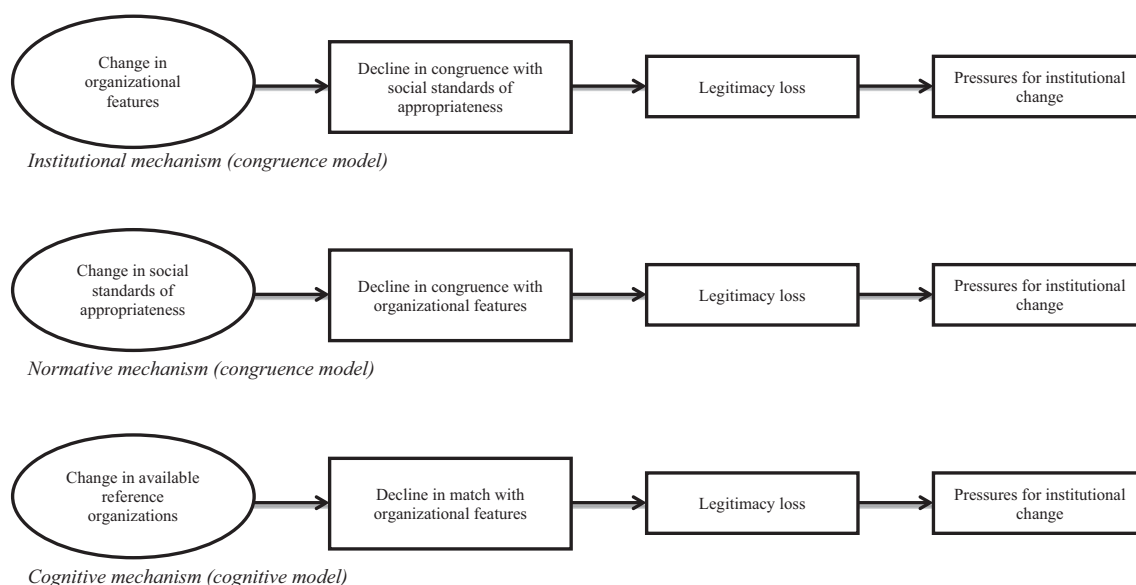 Change in
organizational
features
Decline in congruence with
social standards of
appropriateness
Legitimacy loss
Pressures for institutional
change
Institutional mechanism (congruence model)
Change in social
standards of
appropriateness
Decline in congruence with
organizational features
Legitimacy loss
Pressures for institutional
change
Normative mechanism (congruence model)
Change in available
reference
organizations
Decline in match with
organizational features
Legitimacy loss
Pressures for institutional
change
Cognitive mechanism (cognitive model)